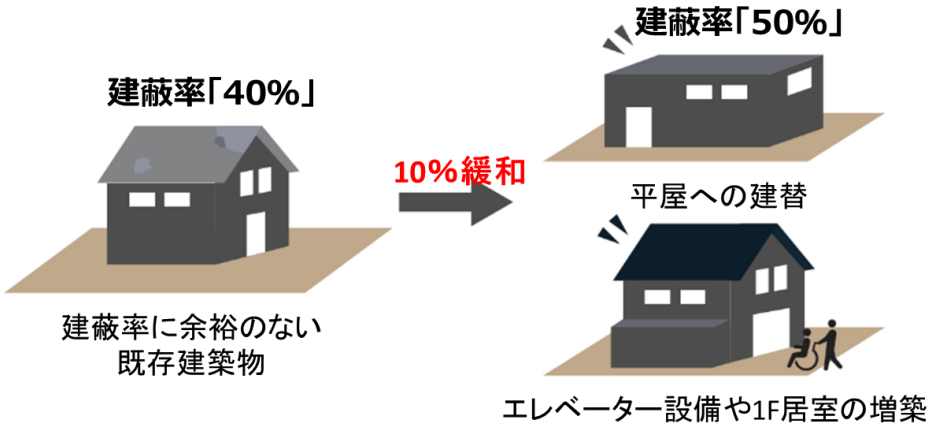 建蔽率「40%」
建蔽率に余裕のない
既存建築物
10%緩和
建蔽率「50%」
平屋への建替
エレベーター設備や1F居室の増築